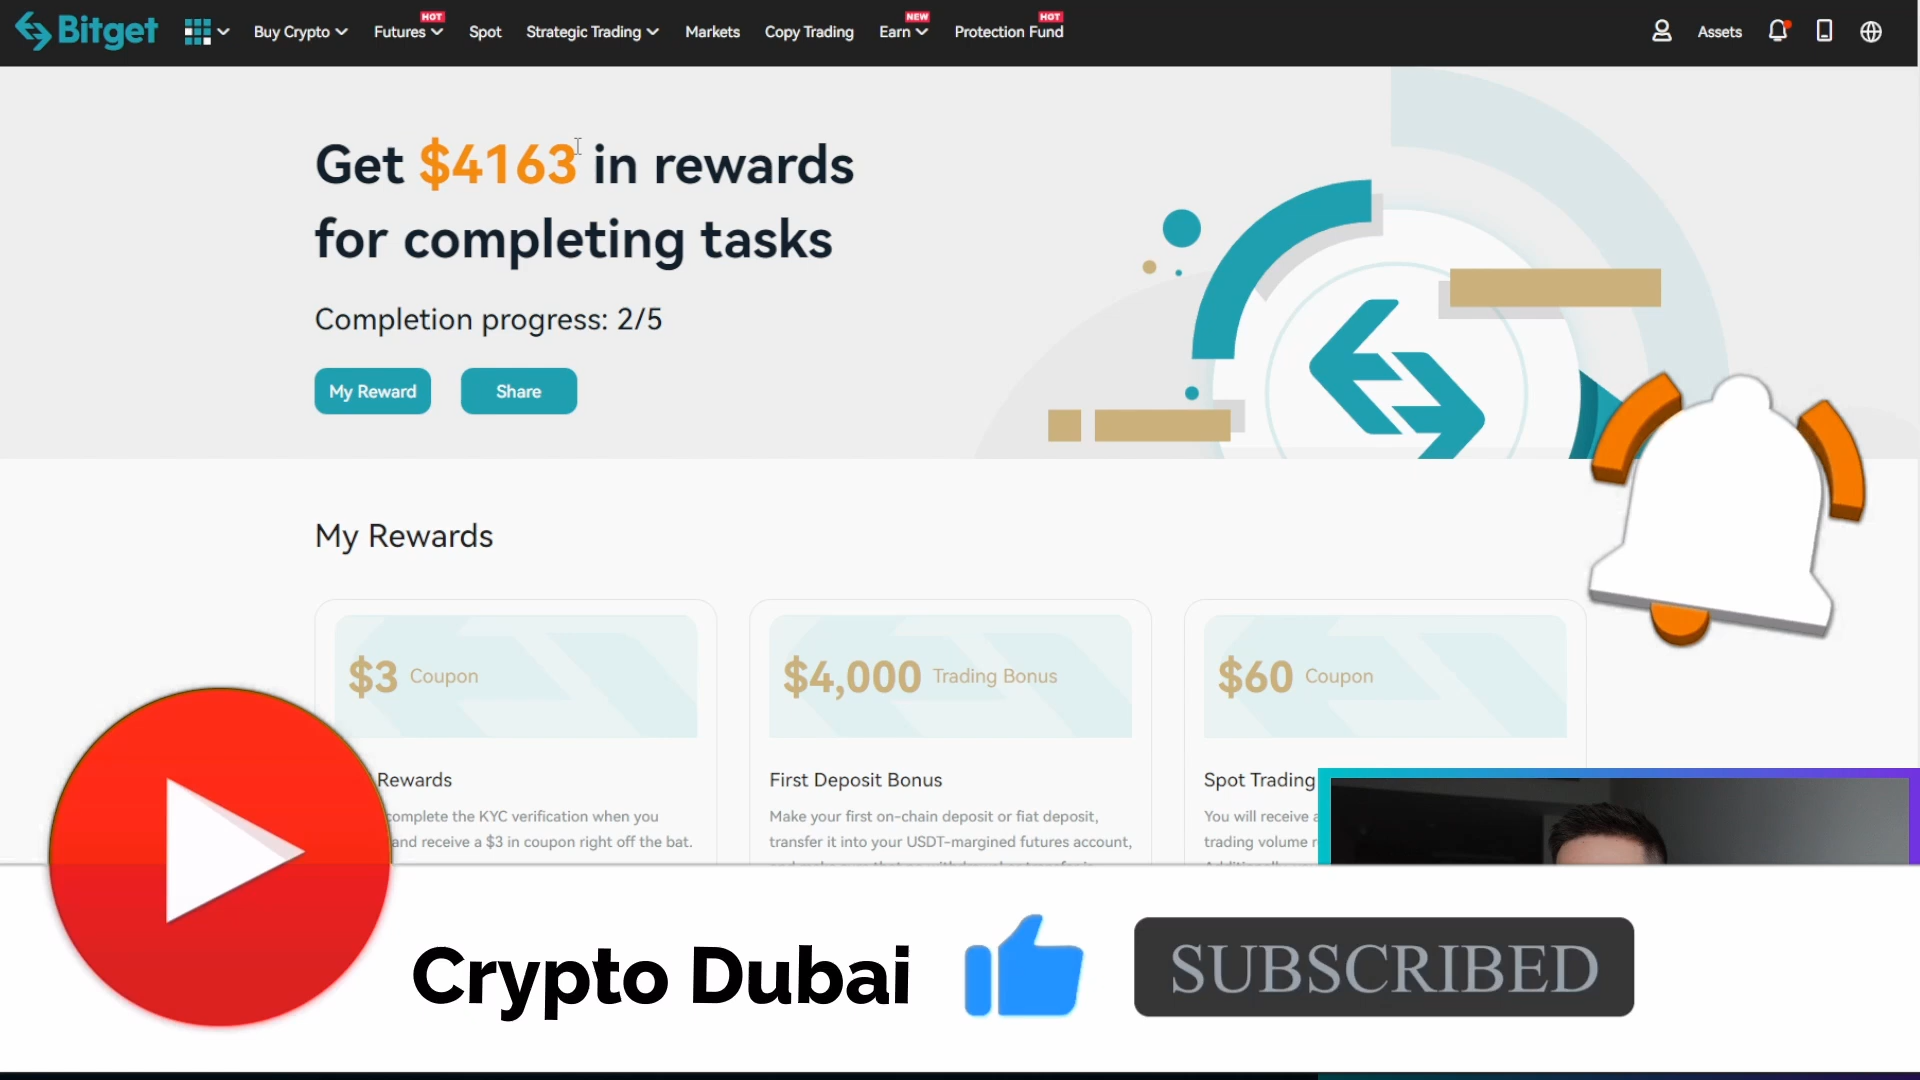 Bitget
Buy Crypto
HOT
Futures
Spot
Strategic Trading
Markets
Copy Trading
NEW
Earn
HOT
Protection Fund
Assets
Get $4163 in rewards
for completing tasks
Completion progress: 2/5
My Reward
Share
My Rewards
$3 Coupon
$4,000 Trading Bonus
$60 Coupon
Rewards
complete the KYC verification when you
and receive a $3 in coupon right off the bat.
First Deposit Bonus
Make your first on-chain deposit or fiat deposit,
transfer it into your USDT-margined futures account,
Spot Trading
You will receive
trading volume
Crypto Dubai
SUBSCRIBED